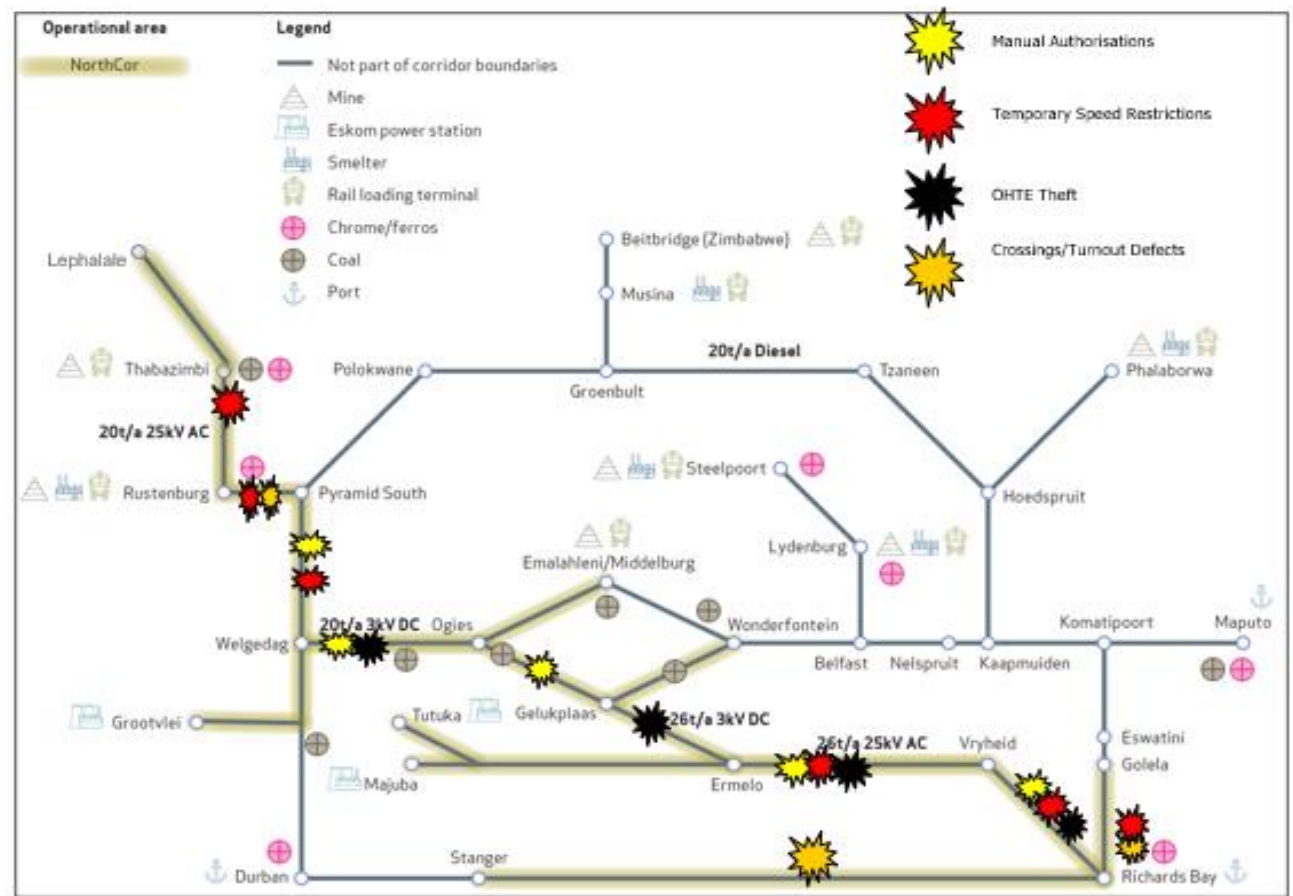 Operational area
NorthCor
Legend
Not part of corridor boundaries
Mine
Eskom power station
Smelter
Rail loading terminal
Chrome/ferros
Coal
Port
Manual Authorisations
Temporary Speed Restrictions
OHTE Theft
Crossings/Turnout Defects
Lephalale
Beitbridge (Zimbabwe)
Musina
Thabazimbi
Polokwane
20t/a Diesel
Groenbult
Tzaneen
Phalaborwa
20t/a 25kV AC
Rustenburg
Pyramid South
Steelpoort
Hoedspruit
Lydenburg
Emalahleni/Middelburg
20t/a 3kV DC
Ogies
Welgedag
Wonderfontein
Belfast
Nelspruit
Kaapmuiden
Komatipoort
Maputo
Grootvlei
Tutuka
Gelukplaas
26t/a 3kV DC
26t/a 25kV AC
Vryheid
Eswatini
Golela
Majuba
Ermelo
Stanger
Durban
Richards Bay